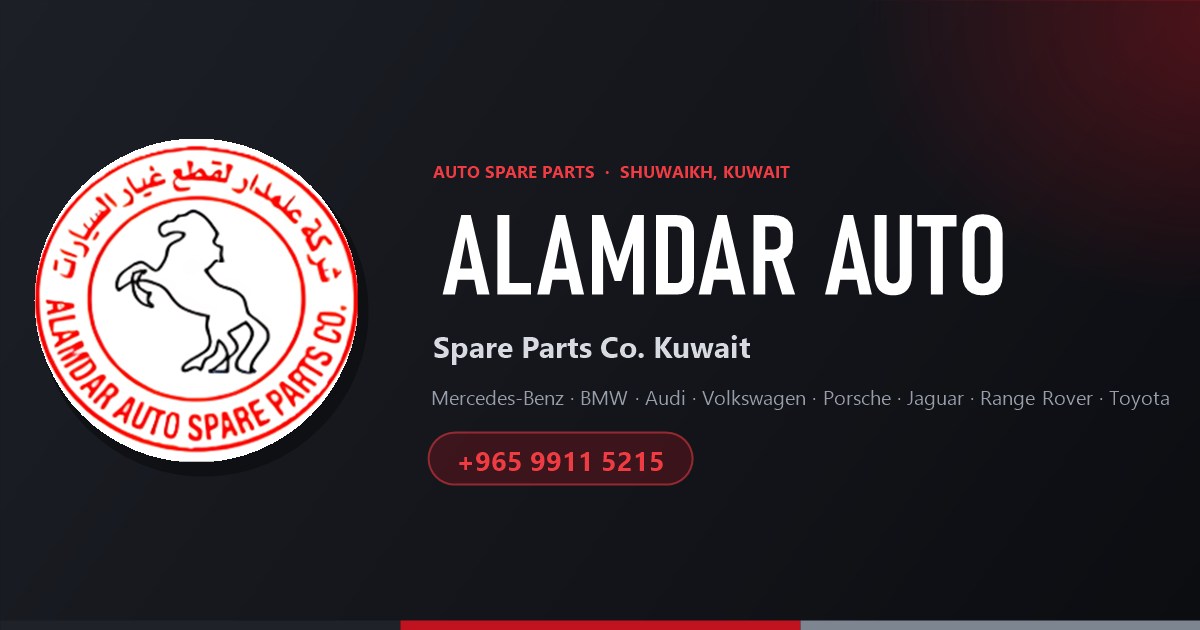 شركة علمدار لقطع غيار السيارات
ALAMDAR AUTO SPARE PARTS CO.
AUTO SPARE PARTS · SHUWAIKH, KUWAIT
ALAMDAR AUTO
Spare Parts Co. Kuwait
Mercedes-Benz · BMW · Audi · Volkswagen · Porsche · Jaguar · Range Rover · Toyota
+965 9911 5215